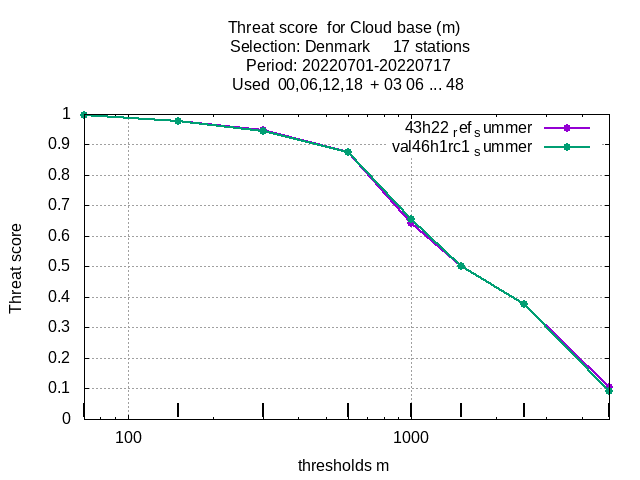 Threat score  for Cloud base (m)
Selection: Denmark     17 stations
Period: 20220701-20220717
Used  00,06,12,18  + 03 06 ... 48
43h22 ref summer
val46h1rc1 summer
1
0.9
0.8
0.7
0.6
0.5
0.4
0.3
0.2
0.1
0
Threat score
100 1000
thresholds m